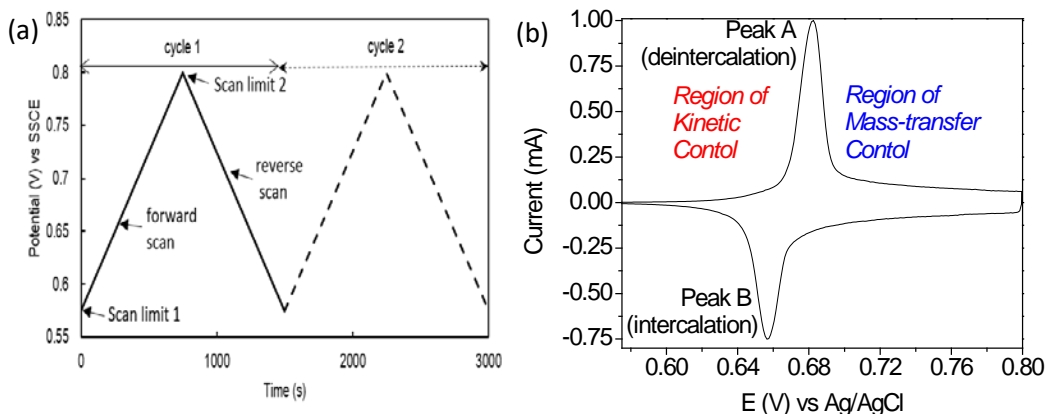 (a)
0.85
0.8
0.75
0.7
0.65
0.6
0.55
Potential (V) vs SSCE
cycle 1
cycle 2
Scan limit 2
reverse
scan
forward
scan
Scan limit 1
0
1000
2000
3000
Time (s)
(b)
1.00
0.75
0.50
0.25
0.00
-0.25
-0.50
-0.75
Current (mA)
Peak A
(deintercalation)
Region of
Kinetic
Contol
Region of
Mass-transfer
Contol
Peak B
(intercalation)
0.60
0.64
0.68
0.72
0.76
0.80
E (V) vs Ag/AgCl